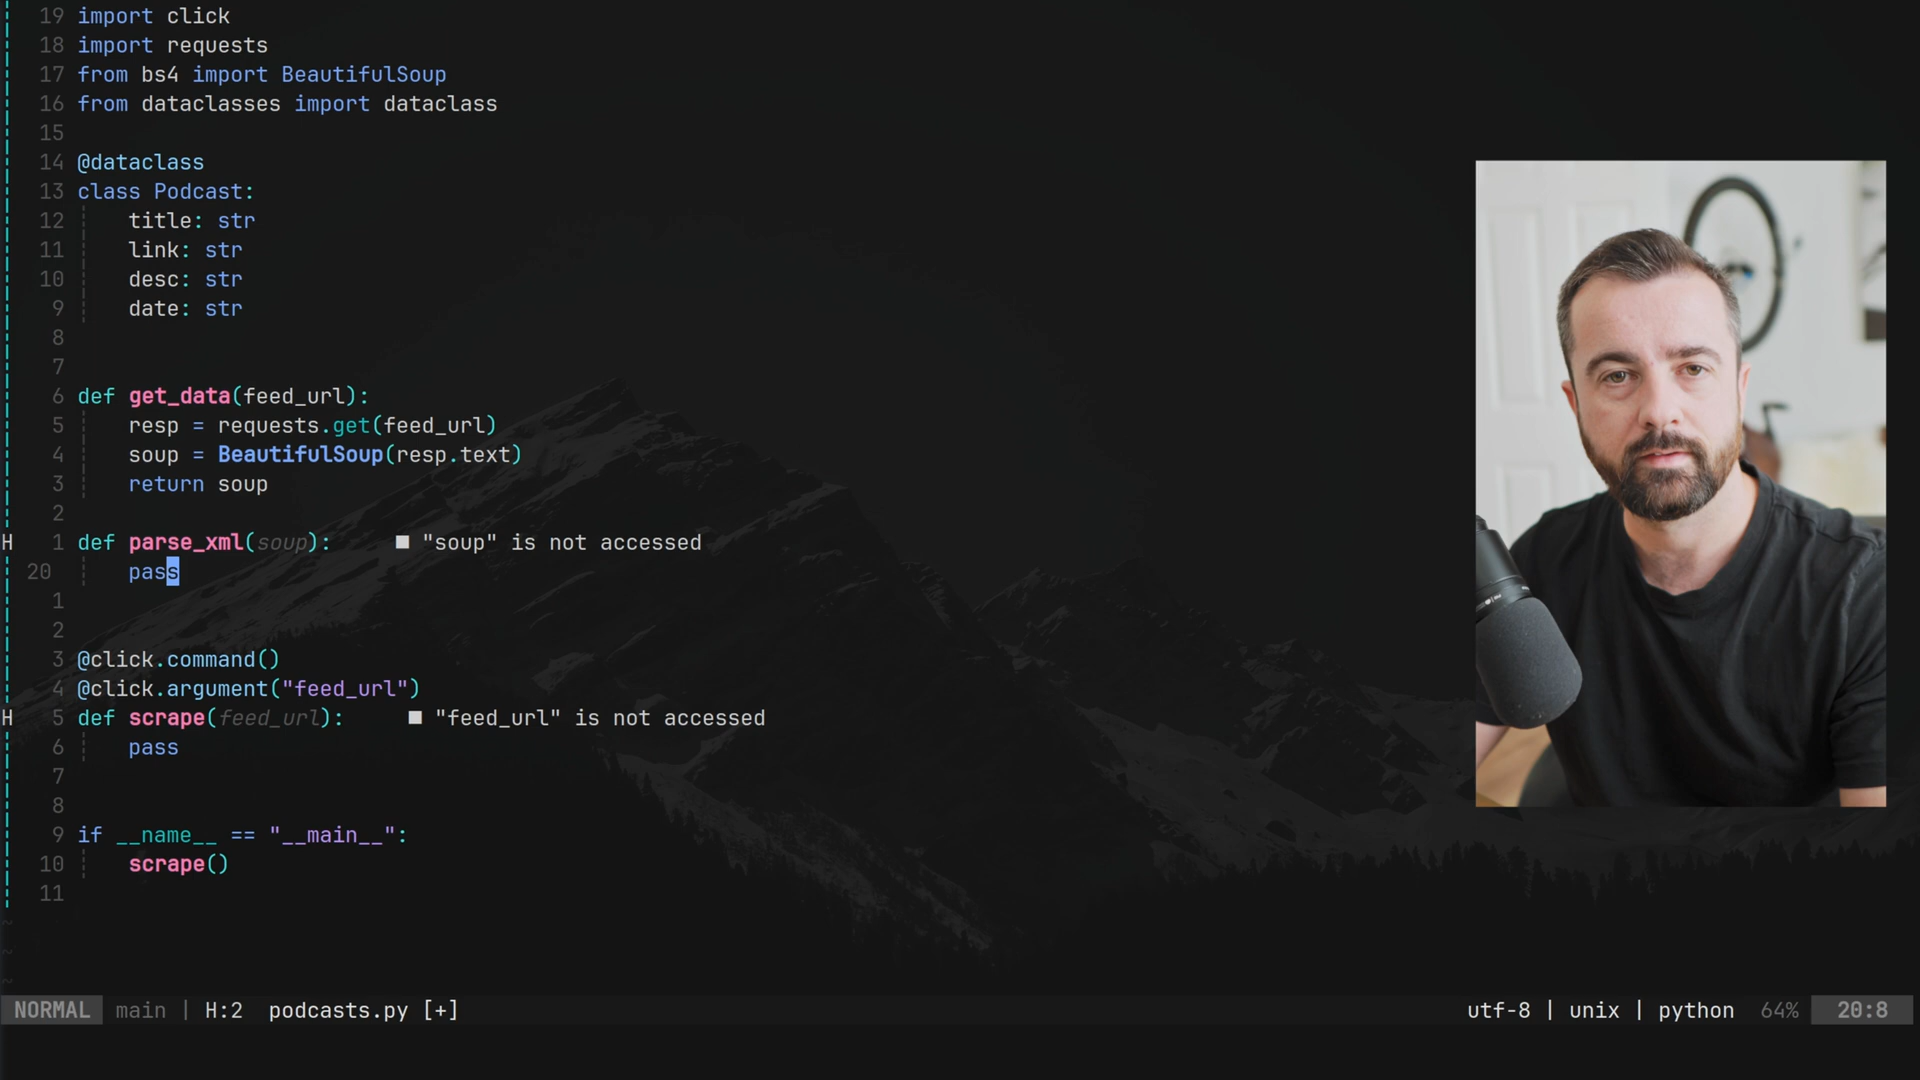 19 import click
18 import requests
17 from bs4 import BeautifulSoup
16 from dataclasses import dataclass
15
14 @dataclass
13 class Podcast:
12 title: str
11 link: str
10 desc: str
9 date: str
8
7
6 def get_data(feed_url):
5 resp = requests.get(feed_url)
4 soup = BeautifulSoup(resp.text)
3 return soup
2
H 1 def parse_xml(soup): ■ "soup" is not accessed
20 pass
1
2
3 @click.command()
4 @click.argument("feed_url")
H 5 def scrape(feed_url): ■ "feed_url" is not accessed
6 pass
7
8
9 if __name__ == "__main__":
10 scrape()
11
~
~
~
NORMAL main | H:2 podcasts.py [+] utf-8 | unix | python 64% 20:8